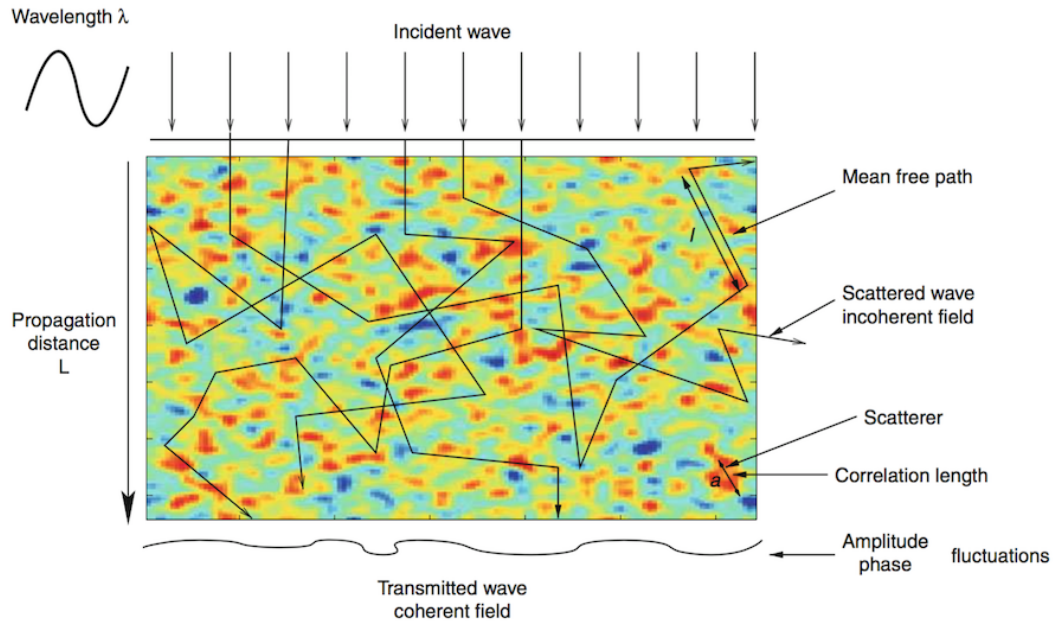 Wavelength λ
Incident wave
Mean free path
l
Scattered wave
incoherent field
Propagation
distance
L
Scatterer
a
Correlation length
Amplitude
phase
fluctuations
Transmitted wave
coherent field